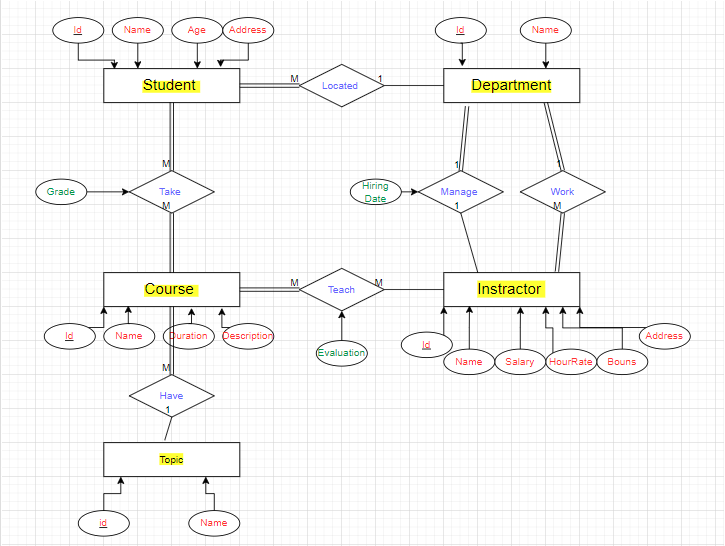 Id
Name
Age
Address
Id
Name
Student
M
Located
1
Department
M
1
1
Grade
Take
M
Hiring
Date
Manage
1
Work
M
Course
M
Teach
M
Instractor
Id
Name
Duration
Description
Evaluation
Id
Name
Salary
HourRate
Bouns
Address
M
Have
1
Topic
id
Name